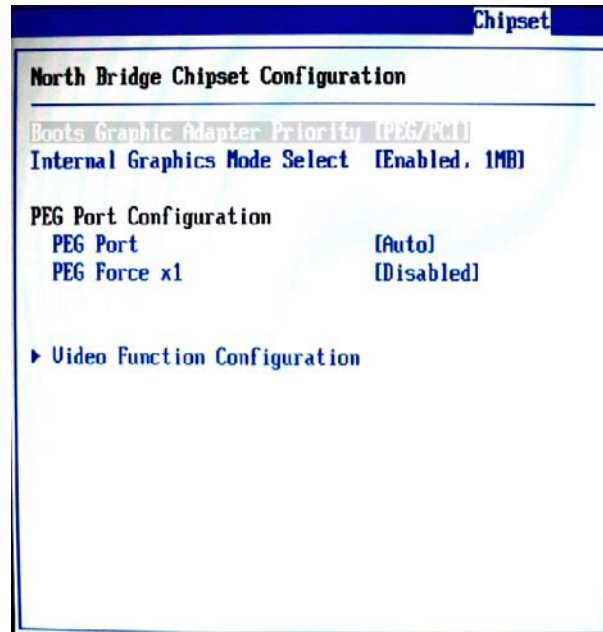 Chipset
North Bridge Chipset Configuration
Boots Graphic Adapter Priority [PEG/PCI]
Internal Graphics Mode Select [Enabled, 1MB]
PEG Port Configuration
PEG Port [Auto]
PEG Force x1 [Disabled]
Video Function Configuration